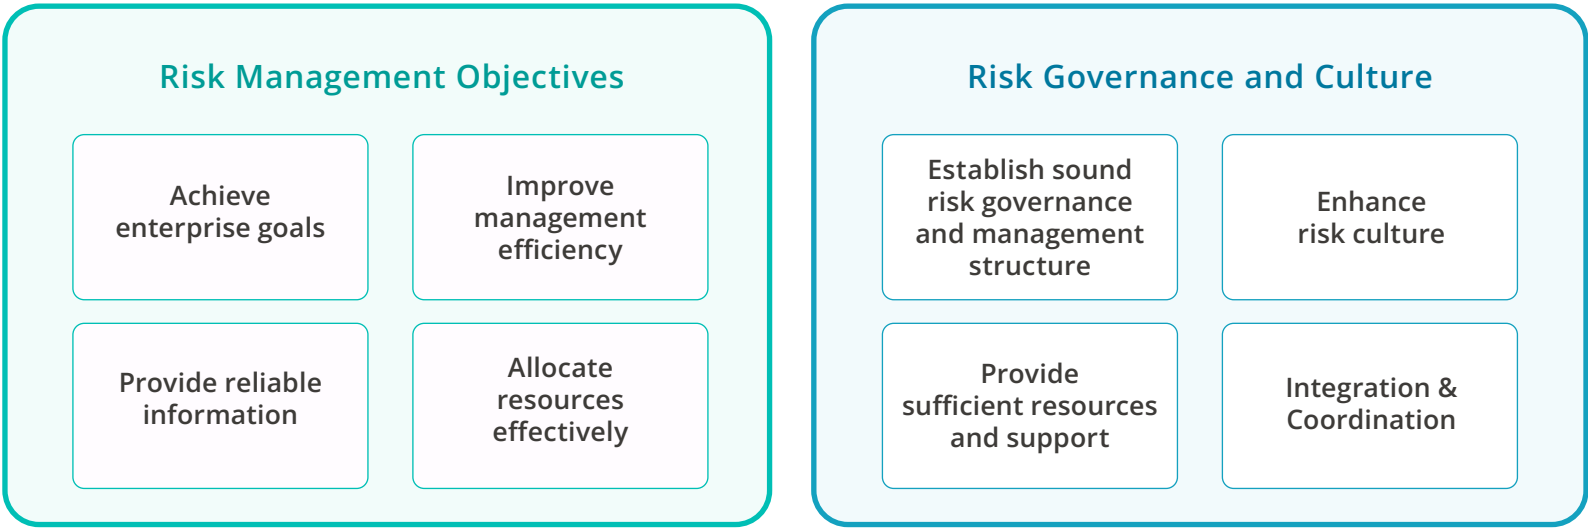 Risk Management Objectives
Achieve
enterprise goals
Improve
management
efficiency
Provide reliable
information
Allocate
resources
effectively
Risk Governance and Culture
Establish sound
risk governance
and management
structure
Enhance
risk culture
Provide
sufficient resources
and support
Integration &
Coordination